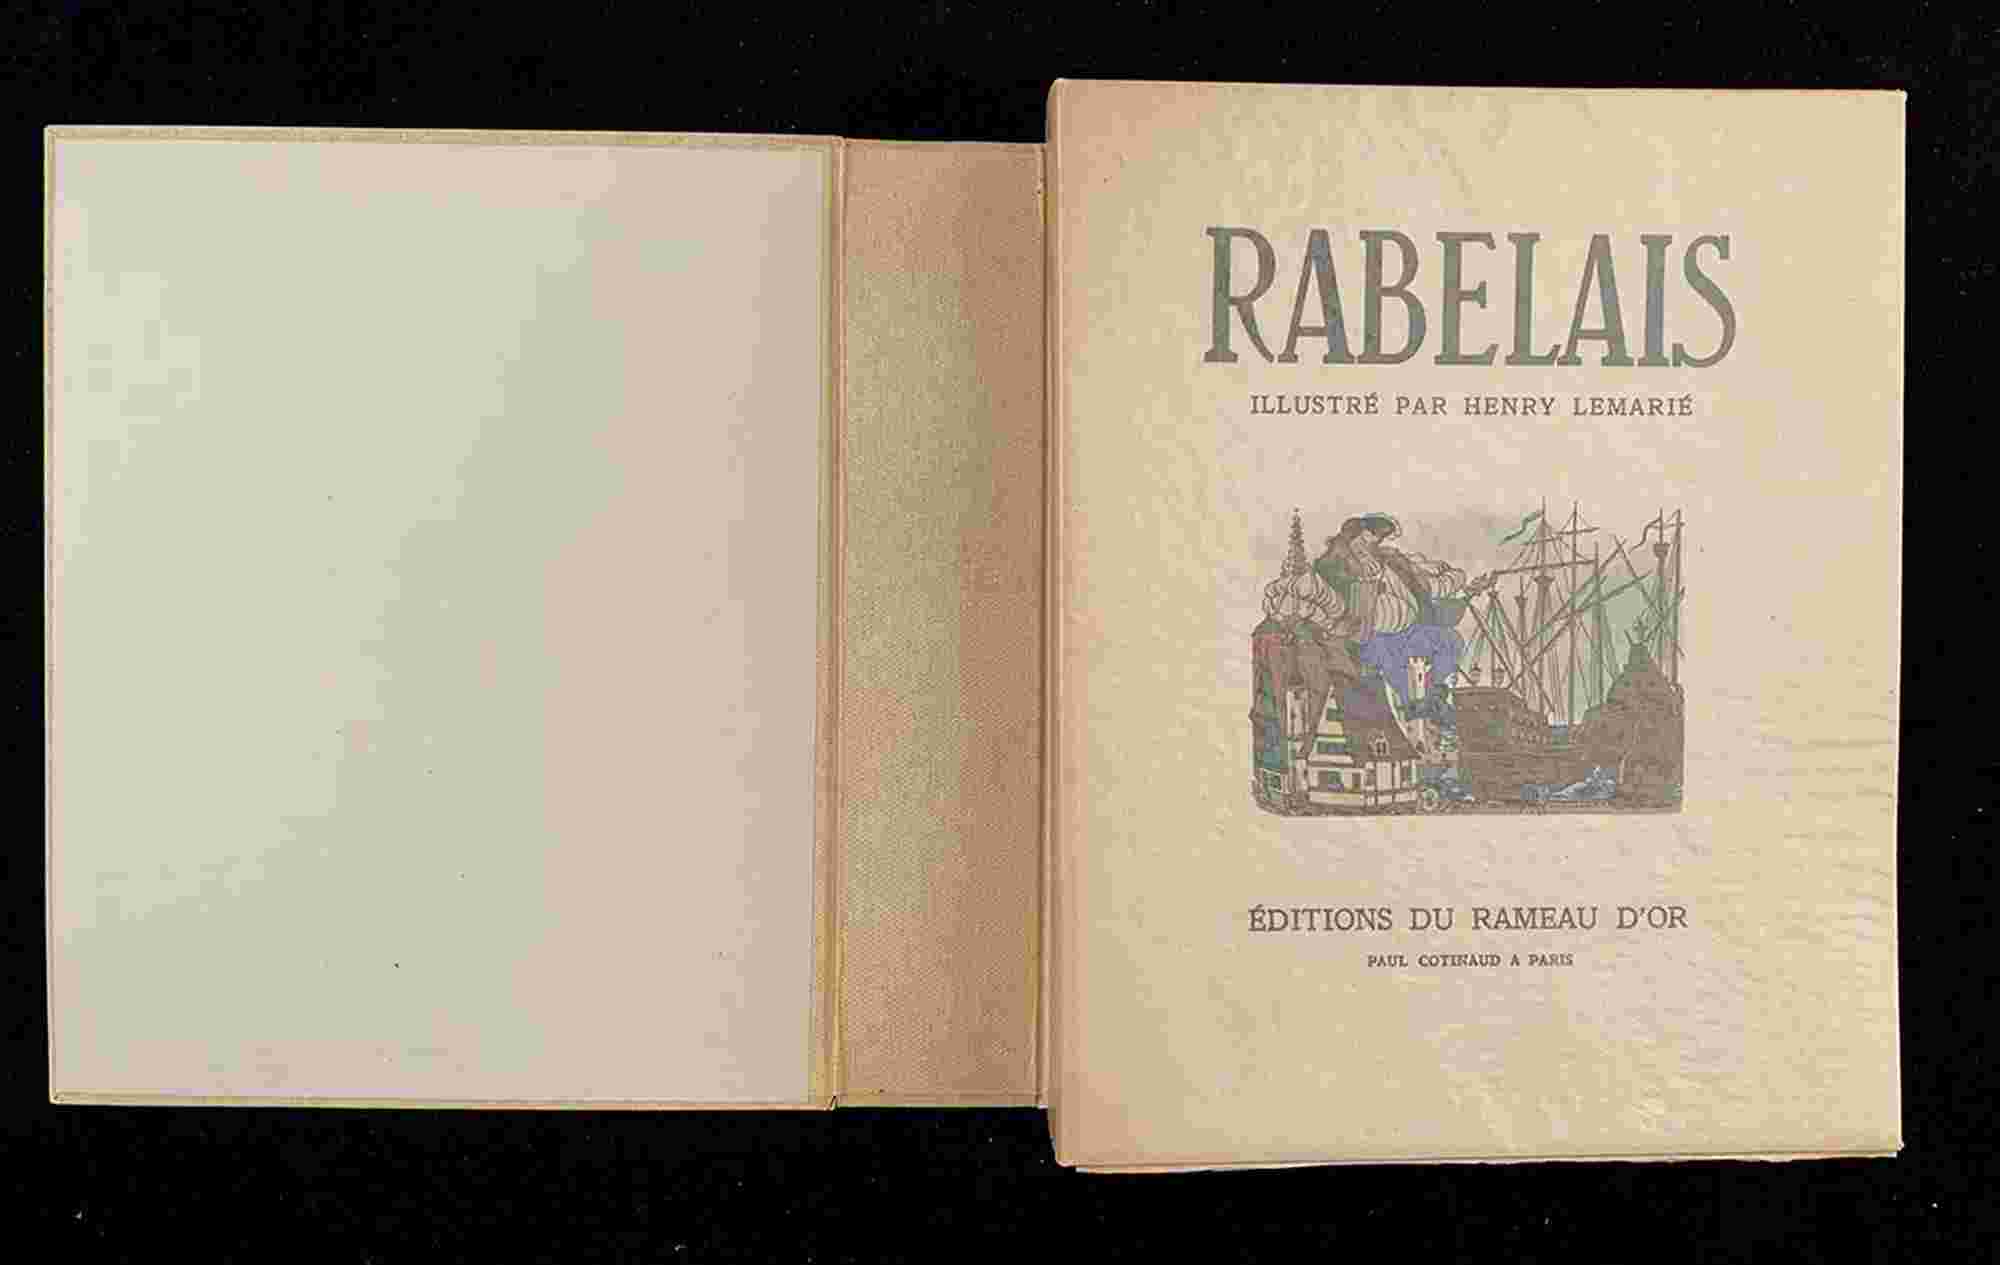 RABELAIS
ILLUSTRÉ PAR HENRY LEMARIÉ
ÉDITIONS DU RAMEAU D'OR
PAUL COTINAUD A PARIS